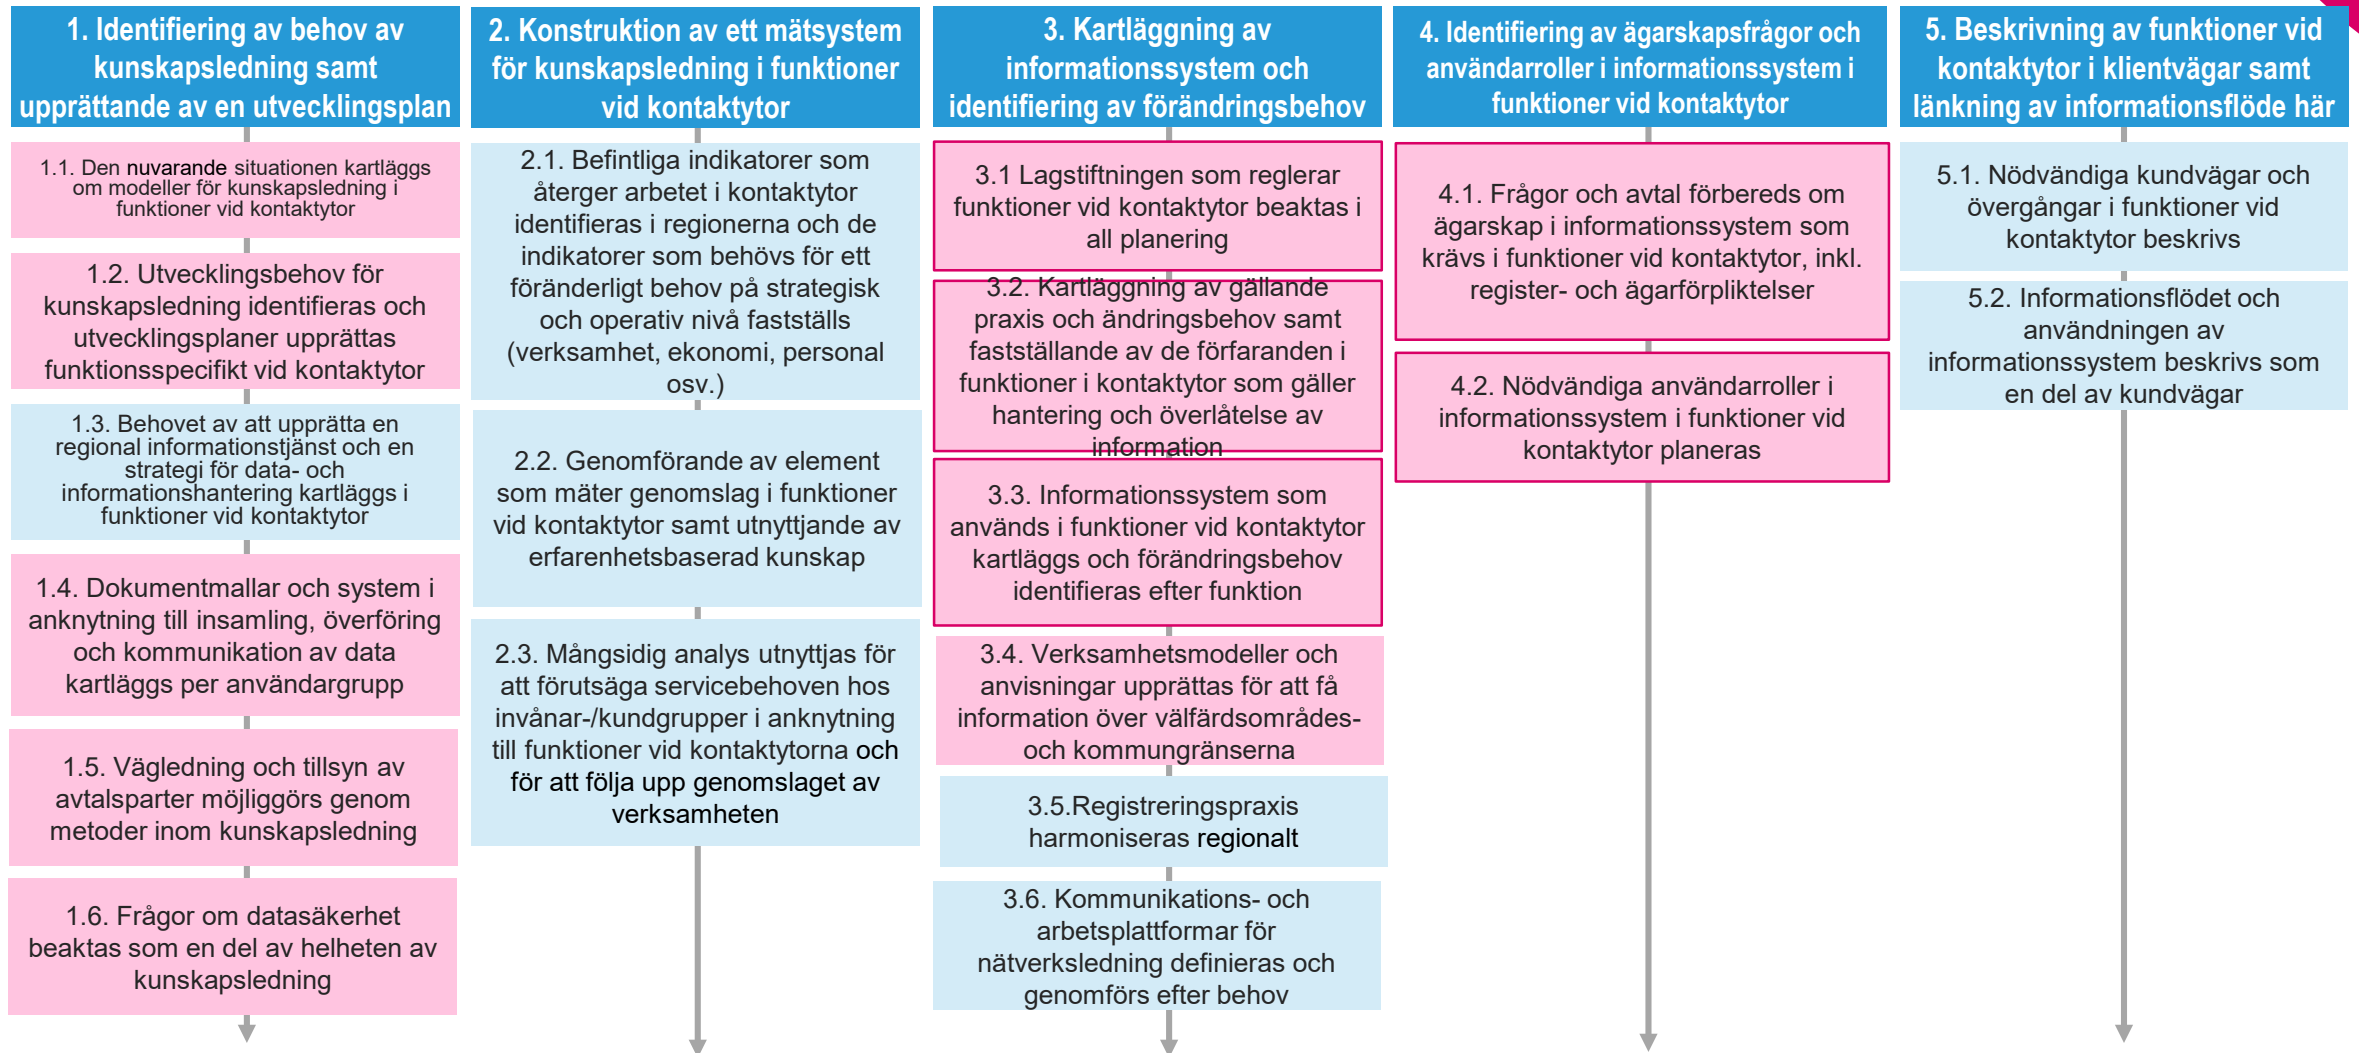 1. Identifiering av behov av
kunskapsledning samt
upprättande av en utvecklingsplan
1.1. Den nuvarande situationen kartläggs
om modeller för kunskapsledning i
funktioner vid kontaktytor
1.2. Utvecklingsbehov för
kunskapsledning identifieras och
utvecklingsplaner upprättas
funktionsspecifikt vid kontaktytor
1.3. Behovet av att upprätta en
regional informationstjänst och en
strategi för data- och
informationshantering kartläggs i
funktioner vid kontaktytor
1.4. Dokumentmallar och system i
anknytning till insamling, överföring
och kommunikation av data
kartläggs per användargrupp
1.5. Vägledning och tillsyn av
avtalsparter möjliggörs genom
metoder inom kunskapsledning
1.6. Frågor om datasäkerhet
beaktas som en del av helheten av
kunskapsledning
2. Konstruktion av ett mätsystem
för kunskapsledning i funktioner
vid kontaktytor
2.1. Befintliga indikatorer som
återger arbetet i kontaktytor
identifieras i regionerna och de
indikatorer som behövs för ett
föränderligt behov på strategisk
och operativ nivå fastställs
(verksamhet, ekonomi, personal
osv.)
2.2. Genomförande av element
som mäter genomslag i funktioner
vid kontaktytor samt utnyttjande av
erfarenhetsbaserad kunskap
2.3. Mångsidig analys utnyttjas för
att förutsäga servicebehoven hos
invånar-/kundgrupper i anknytning
till funktioner vid kontaktytorna och
för att följa upp genomslaget av
verksamheten
3. Kartläggning av
informationssystem och
identifiering av förändringsbehov
3.1 Lagstiftningen som reglerar
funktioner vid kontaktytor beaktas i
all planering
3.2. Kartläggning av gällande
praxis och ändringsbehov samt
fastställande av de förfaranden i
funktioner i kontaktytor som gäller
hantering och överlåtelse av
information
3.3. Informationssystem som
används i funktioner vid kontaktytor
kartläggs och förändringsbehov
identifieras efter funktion
3.4. Verksamhetsmodeller och
anvisningar upprättas för att få
information över välfärdsområdes-
och kommungränserna
3.5.Registreringspraxis
harmoniseras regionalt
3.6. Kommunikations- och
arbetsplattformar för
nätverksledning definieras och
genomförs efter behov
4. Identifiering av ägarskapsfrågor och
användarroller i informationssystem i
funktioner vid kontaktytor
4.1. Frågor och avtal förbereds om
ägarskap i informationssystem som
krävs i funktioner vid kontaktytor, inkl.
register- och ägarförpliktelser
4.2. Nödvändiga användarroller i
informationssystem i funktioner vid
kontaktytor planeras
5. Beskrivning av funktioner vid
kontaktytor i klientvägar samt
länkning av informationsflöde här
5.1. Nödvändiga kundvägar och
övergångar i funktioner vid
kontaktytor beskrivs
5.2. Informationsflödet och
användningen av
informationssystem beskrivs som
en del av kundvägar